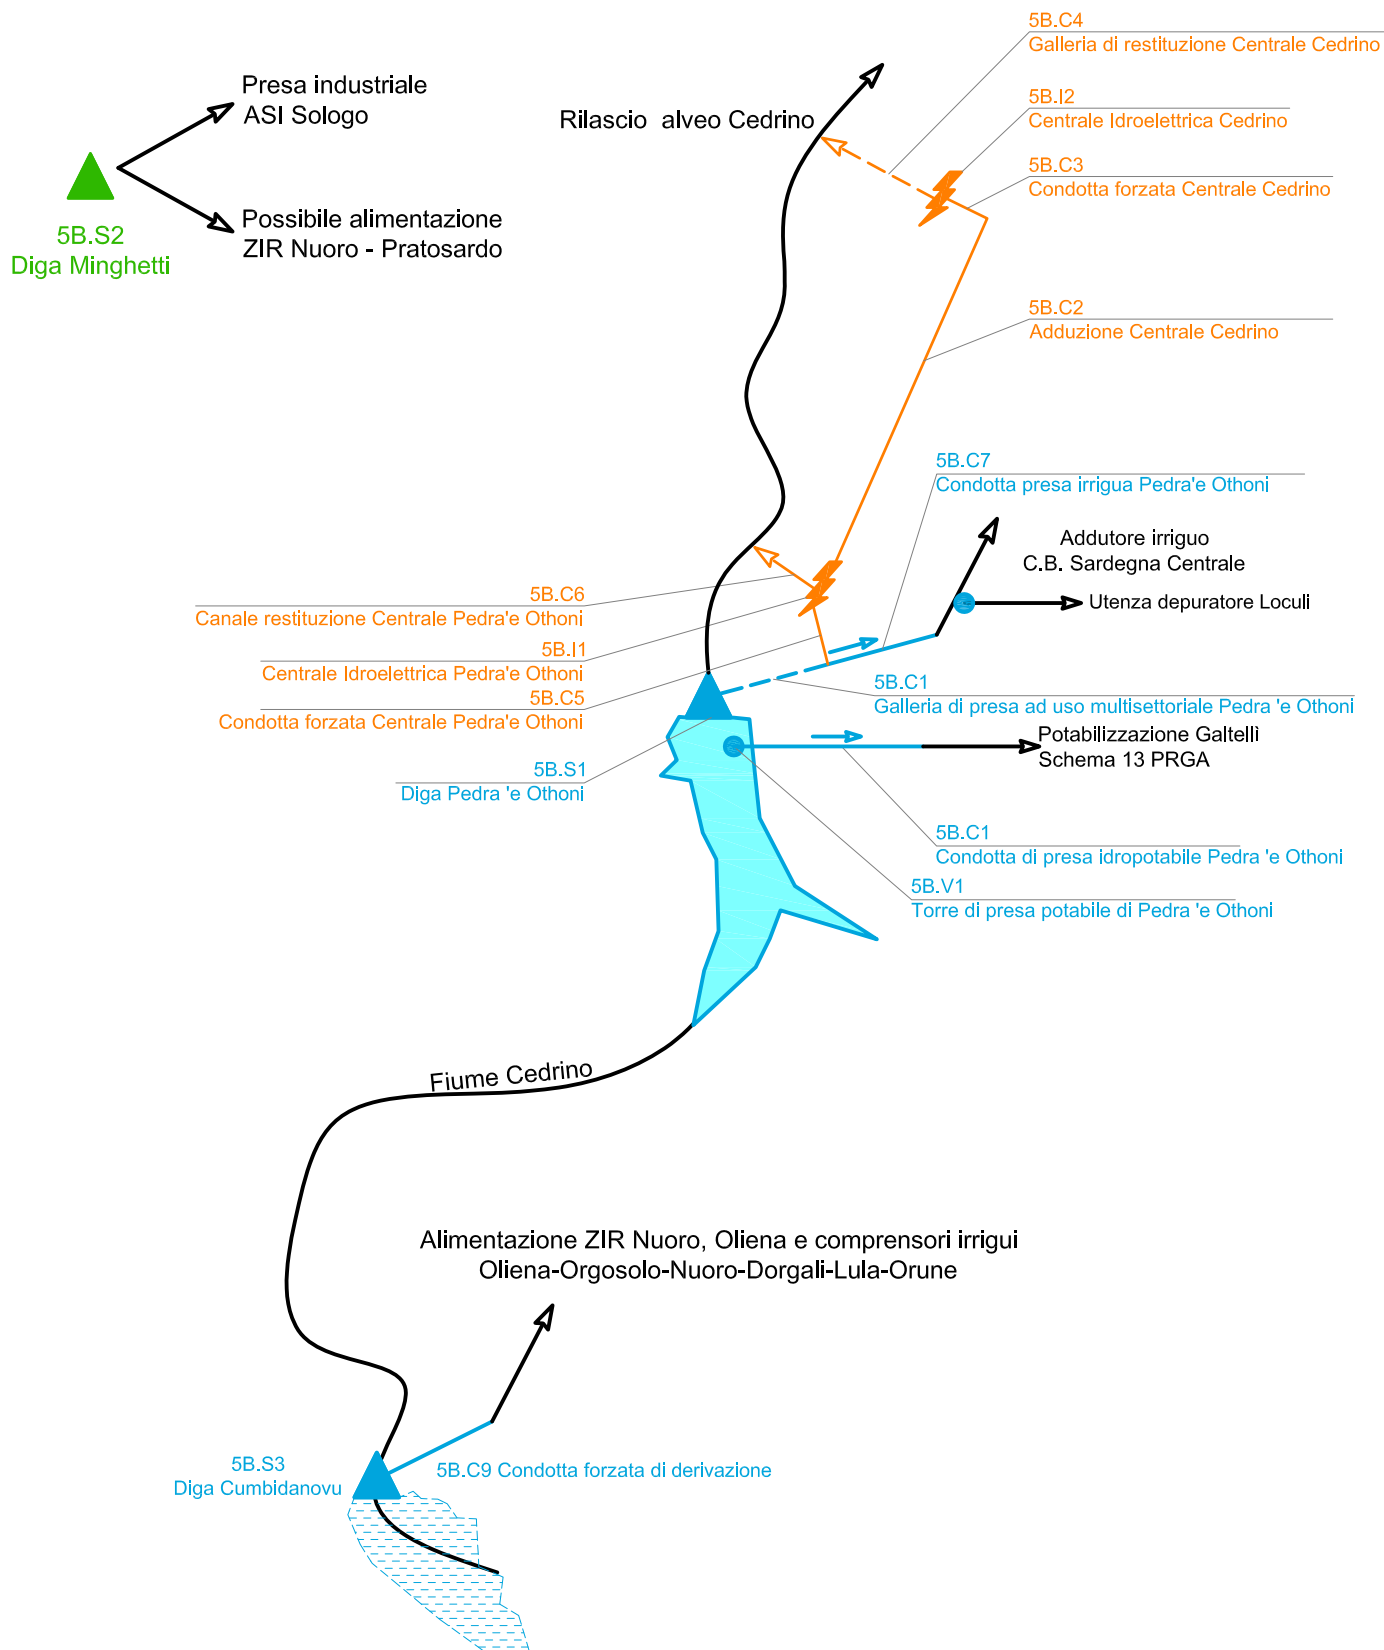 5B.C4
Galleria di restituzione Centrale Cedrino
Presa industriale
ASI Sologo
5B.I2
Centrale Idroelettrica Cedrino
Rilascio alveo Cedrino
5B.C3
Condotta forzata Centrale Cedrino
Possibile alimentazione
ZIR Nuoro - Pratosardo
5B.S2
Diga Minghetti
5B.C2
Adduzione Centrale Cedrino
5B.C7
Condotta presa irrigua Pedra'e Othoni
Addutore irriguo
C.B. Sardegna Centrale
Utenza depuratore Loculi
5B.C6
Canale restituzione Centrale Pedra'e Othoni
5B.I1
Centrale Idroelettrica Pedra'e Othoni
5B.C5
Condotta forzata Centrale Pedra'e Othoni
5B.C1
Galleria di presa ad uso multisettoriale Pedra 'e Othoni
Potabilizzazione Galtellì
Schema 13 PRGA
5B.S1
Diga Pedra 'e Othoni
5B.C1
Condotta di presa idropotabile Pedra 'e Othoni
5B.V1
Torre di presa potabile di Pedra 'e Othoni
Fiume Cedrino
Alimentazione ZIR Nuoro, Oliena e comprensori irrigui
Oliena-Orgosolo-Nuoro-Dorgali-Lula-Orune
5B.S3
Diga Cumbidanovu
5B.C9 Condotta forzata di derivazione